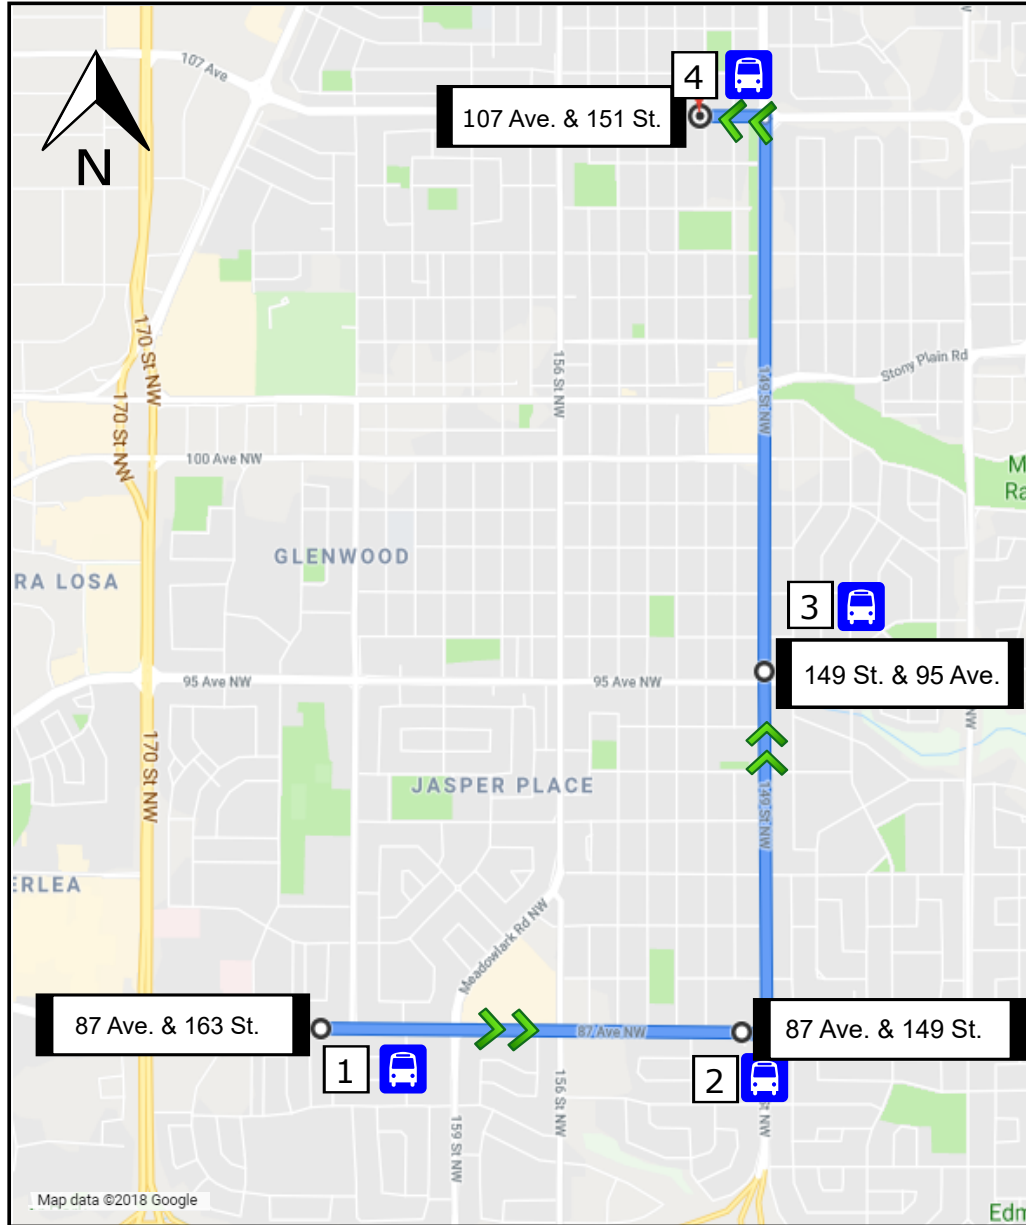 107 Ave
4
107 Ave. & 151 St.
N
170 St NW
156 St NW
149 St NW
Stony Plain Rd
170 St NW
100 Ave NW
M
Ra
GLENWOOD
RA LOSA
3
149 St. & 95 Ave.
95 Ave NW
95 Ave NW
NW
170 St NW
JASPER PLACE
149 St NW
ERLEA
Meadowlark Rd NW
87 Ave. & 163 St.
87 Ave NW
87 Ave. & 149 St.
1
2
159 St NW
156 St NW
St NW
Map data ©2018 Google
Edm